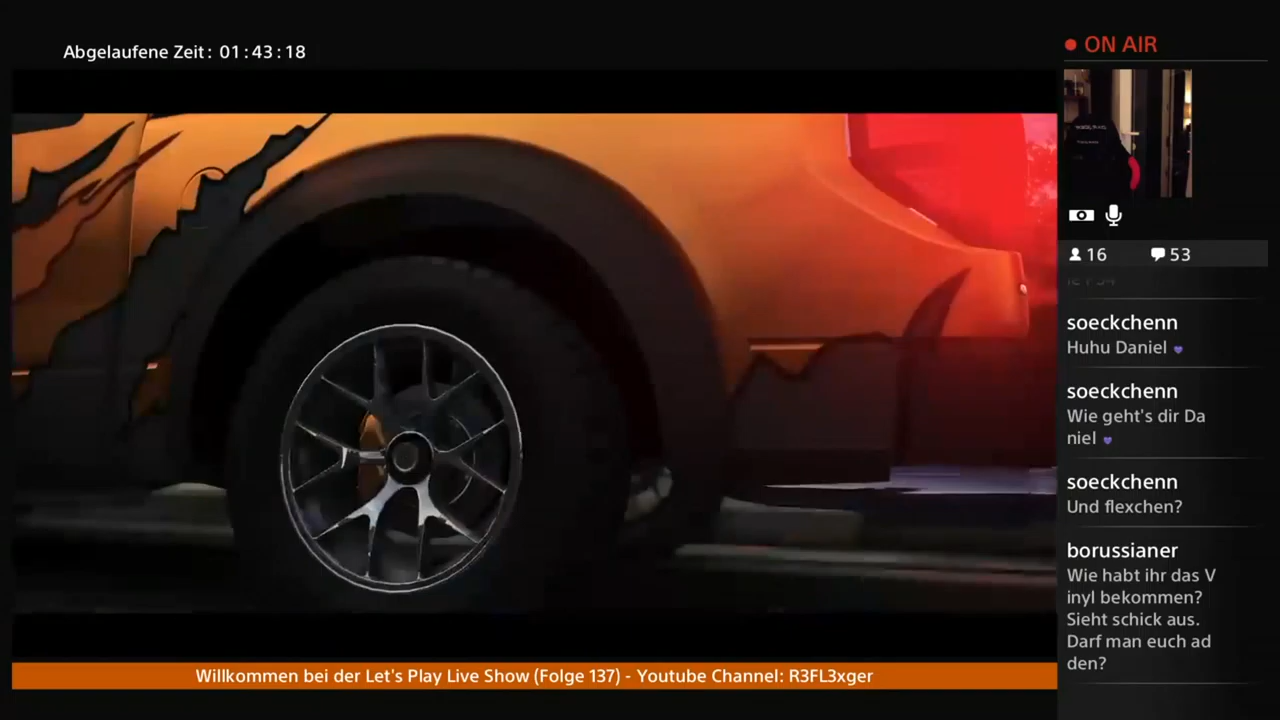 Abgelaufene Zeit: 01:43:18
ON AIR
16 53
soeckchenn
Huhu Daniel
soeckchenn
Wie geht's dir Da
niel
soeckchenn
Und flexchen?
borussianer
Wie habt ihr das V
inyl bekommen?
Sieht schick aus.
Darf man euch ad
den?
Willkommen bei der Let's Play Live Show (Folge 137) - Youtube Channel: R3FL3xger